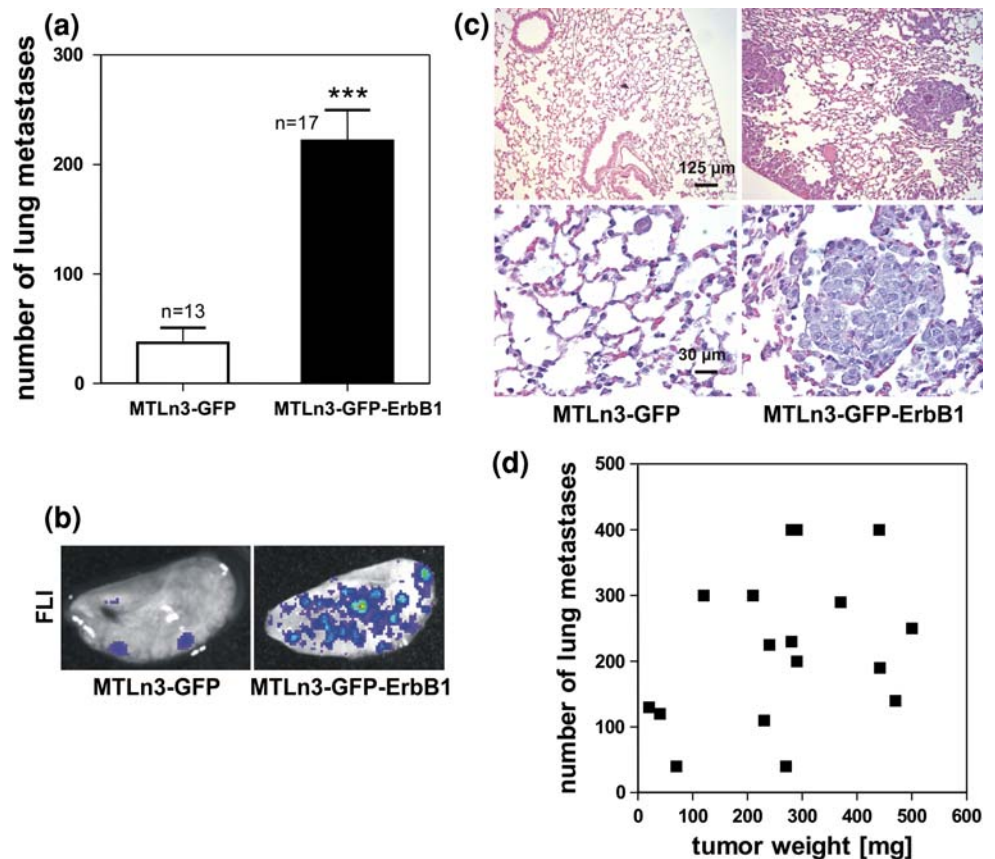 (a)
300
200
100
0
number of lung metastases
n=13
n=17
***
MTLn3-GFP
MTLn3-GFP-ErbB1
(b)
FLI
MTLn3-GFP
MTLn3-GFP-ErbB1
(c)
125 µm
30 µm
MTLn3-GFP
MTLn3-GFP-ErbB1
(d)
500
400
300
200
100
0
number of lung metastases
0 100 200 300 400 500 600
tumor weight [mg]